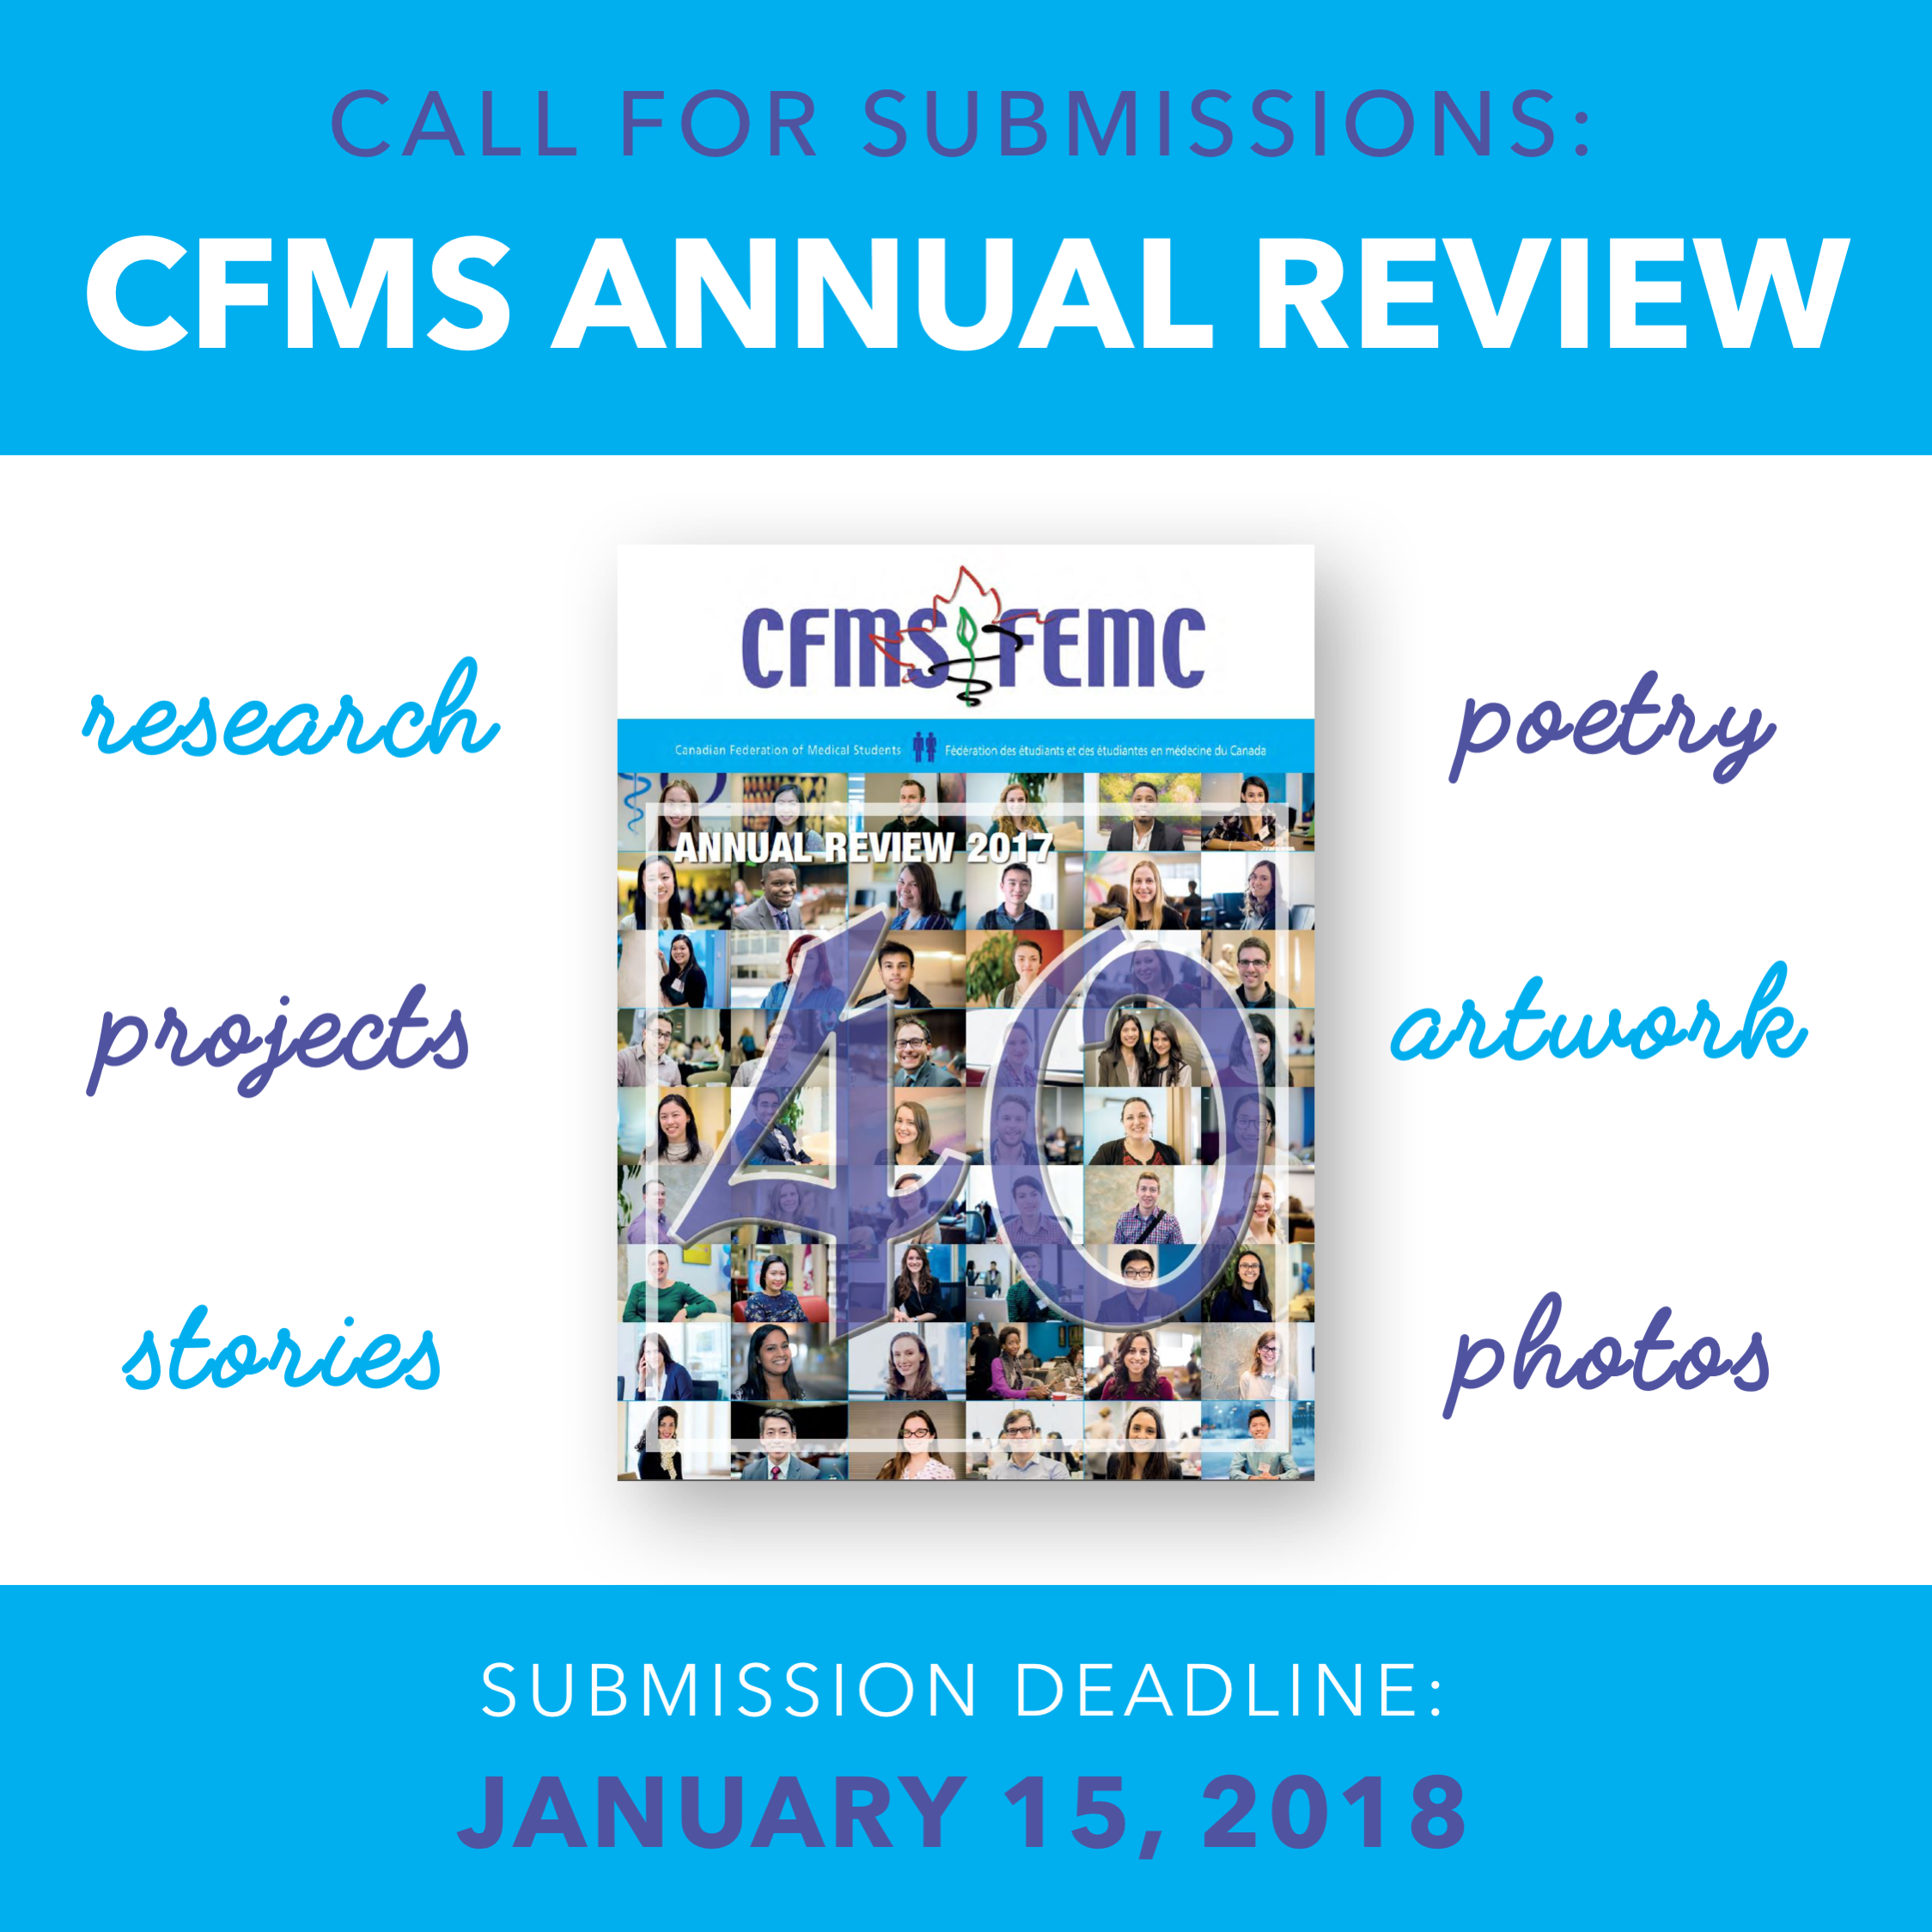 CALL FOR SUBMISSIONS:
CFMS ANNUAL REVIEW
research
projects
stories
CFMS FEMC
Canadian Federation of Medical Students Fédération des étudiants et des étudiantes en médecine du Canada
ANNUAL REVIEW 2017
40
poetry
artwork
photos
SUBMISSION DEADLINE:
JANUARY 15, 2018